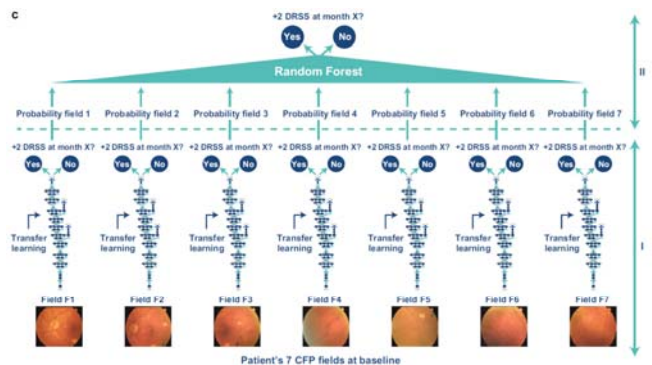 c
+2 DRSS at month X?
Yes No
Random Forest
II
Probability field 1 Probability field 2 Probability field 3 Probability field 4 Probability field 5 Probability field 6 Probability field 7
+2 DRSS at month X? +2 DRSS at month X? +2 DRSS at month X? +2 DRSS at month X? +2 DRSS at month X? +2 DRSS at month X? +2 DRSS at month X?
Yes No Yes No Yes No Yes No Yes No Yes No Yes No
Transfer Transfer Transfer Transfer Transfer Transfer Transfer
learning learning learning learning learning learning learning
I
Field F1 Field F2 Field F3 Field F4 Field F5 Field F6 Field F7
Patient's 7 CFP fields at baseline